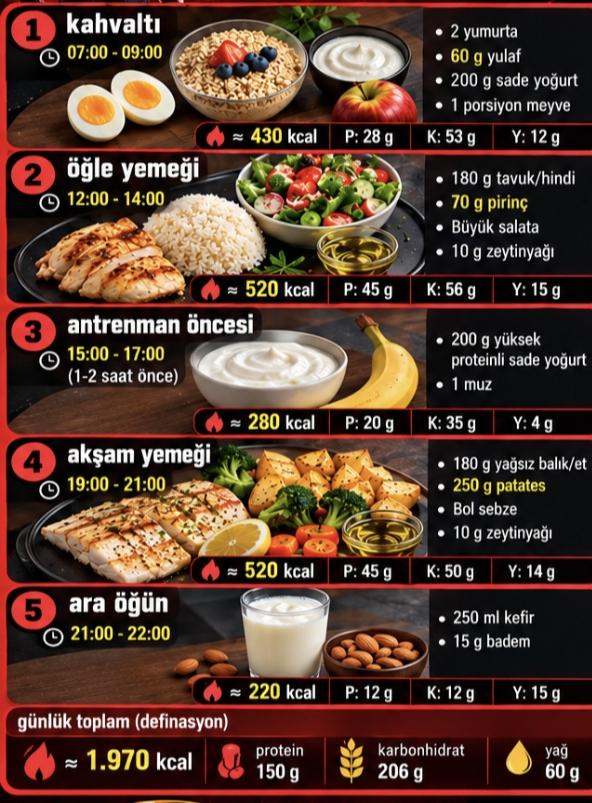 1 kahvaltı
07:00 - 09:00
• 2 yumurta
• 60 g yulaf
• 200 g sade yoğurt
• 1 porsiyon meyve
≈ 430 kcal P: 28 g K: 53 g Y: 12 g
2 öğle yemeği
12:00 - 14:00
• 180 g tavuk/hindi
• 70 g pirinç
• Büyük salata
• 10 g zeytinyağı
≈ 520 kcal P: 45 g K: 56 g Y: 15 g
3 antrenman öncesi
15:00 - 17:00
(1-2 saat önce)
• 200 g yüksek
proteinli sade yoğurt
• 1 muz
≈ 280 kcal P: 20 g K: 35 g Y: 4 g
4 akşam yemeği
19:00 - 21:00
• 180 g yağsız balık/et
• 250 g patates
• Bol sebze
• 10 g zeytinyağı
≈ 520 kcal P: 45 g K: 50 g Y: 14 g
5 ara öğün
21:00 - 22:00
• 250 ml kefir
• 15 g badem
≈ 220 kcal P: 12 g K: 12 g Y: 15 g
günlük toplam (definasyon)
≈ 1.970 kcal
protein
150 g
karbonhidrat
206 g
yağ
60 g